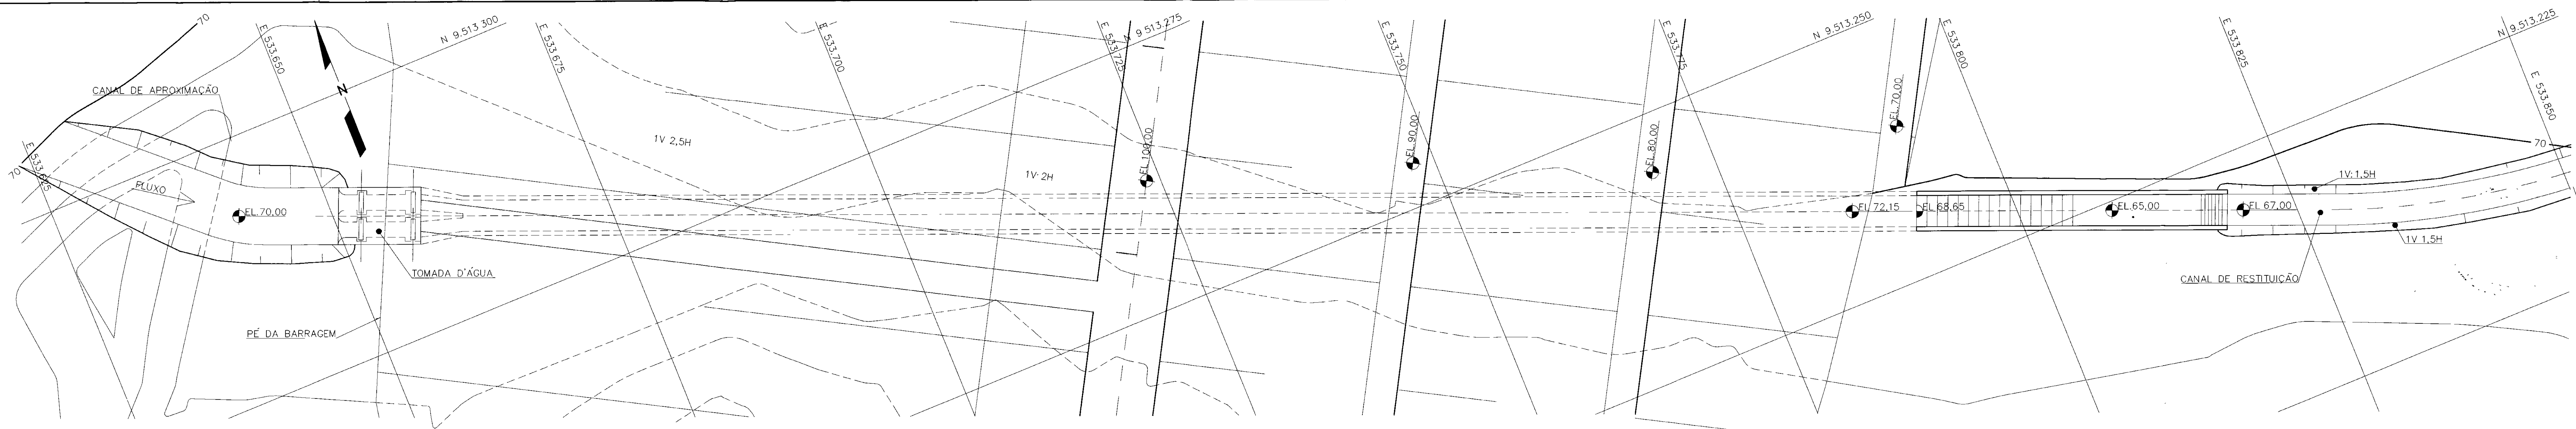 70
CANAL DE APROXIMAÇÃO
E 533.625
70
FLUXO
EL.70,00
E 533.650
N
N 9.513.300
TOMADA D'ÁGUA
PÉ DA BARRAGEM
E 533.675
1V 2,5H
E 533.700
1V 2H
E 533.725
N 9.513.275
EL.100,00
E 533.750
EL.90,00
E 533.775
EL.80,00
N 9.513.250
EL.70,00
E 533.800
EL 72,15
EL 68,65
EL.65,00
EL 67,00
E 533.825
1V:1,5H
1V 1,5H
CANAL DE RESTITUIÇÃO
N 9.513.225
E 533.850
70